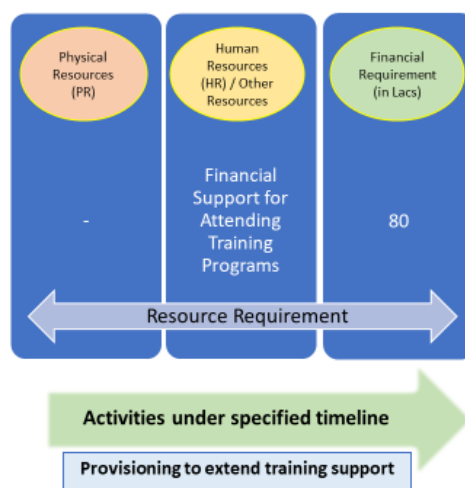 Physical
Resources
(PR)
Human
Resources
(HR) / Other
Resources
Financial
Requirement
(in Lacs)
-
Financial
Support for
Attending
Training
Programs
80
Resource Requirement
Activities under specified timeline
Provisioning to extend training support